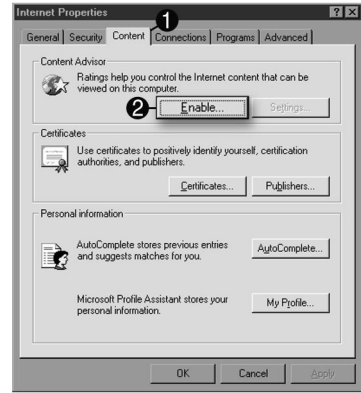 Internet Properties
1
General Security Content Connections Programs Advanced
Content Advisor
Ratings help you control the Internet content that can be
viewed on this computer.
2
Enable... Settings...
Certificates
Use certificates to positively identify yourself, certification
authorities, and publishers.
Certificates... Publishers...
Personal information
AutoComplete stores previous entries
and suggests matches for you.
AutoComplete...
Microsoft Profile Assistant stores your
personal information.
My Profile...
OK Cancel Apply